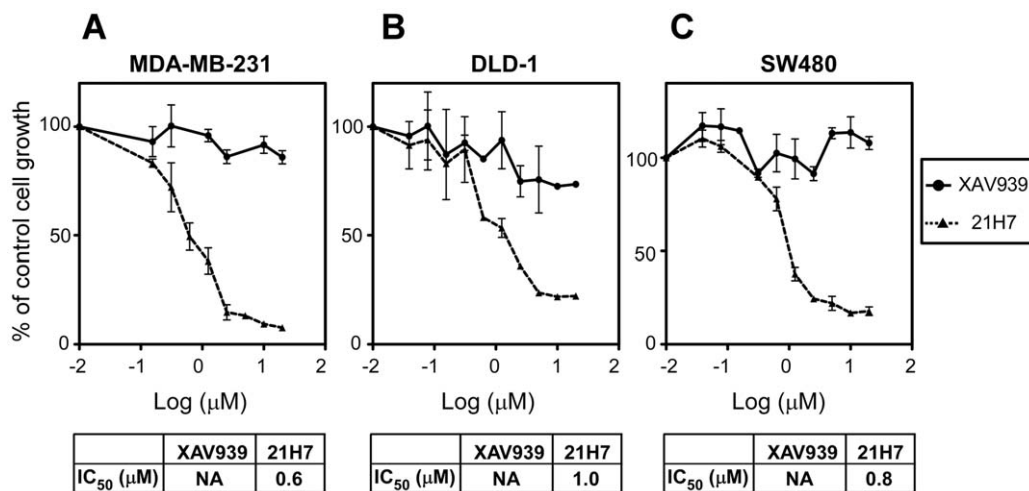 A
B
C
MDA-MB-231
DLD-1
SW480
% of control cell growth
100
50
0
-2
-1
0
1
2
Log (μM)
100
50
0
-2
-1
0
1
2
Log (μM)
100
50
0
-2
-1
0
1
2
Log (μM)
XAV939
21H7
XAV939 21H7
IC50 (μM) NA 0.6
XAV939 21H7
IC50 (μM) NA 1.0
XAV939 21H7
IC50 (μM) NA 0.8